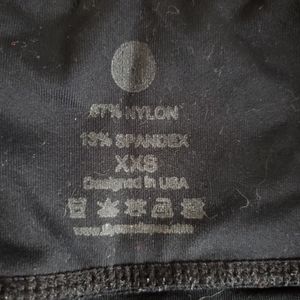 87% NYLON
13% SPANDEX
XXS
Designed in USA